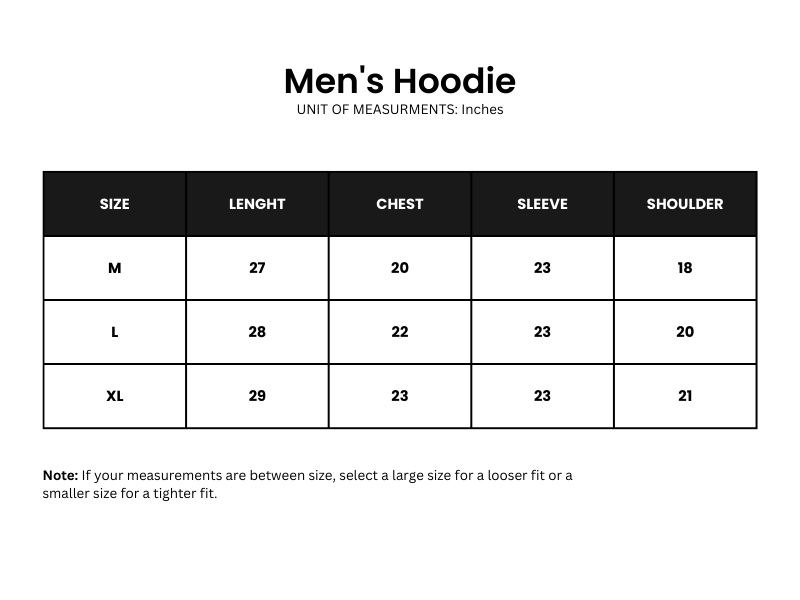 Men's Hoodie
UNIT OF MEASURMENTS: Inches
SIZE LENGHT CHEST SLEEVE SHOULDER
M 27 20 23 18
L 28 22 23 20
XL 29 23 23 21
Note: If your measurements are between size, select a large size for a looser fit or a
smaller size for a tighter fit.